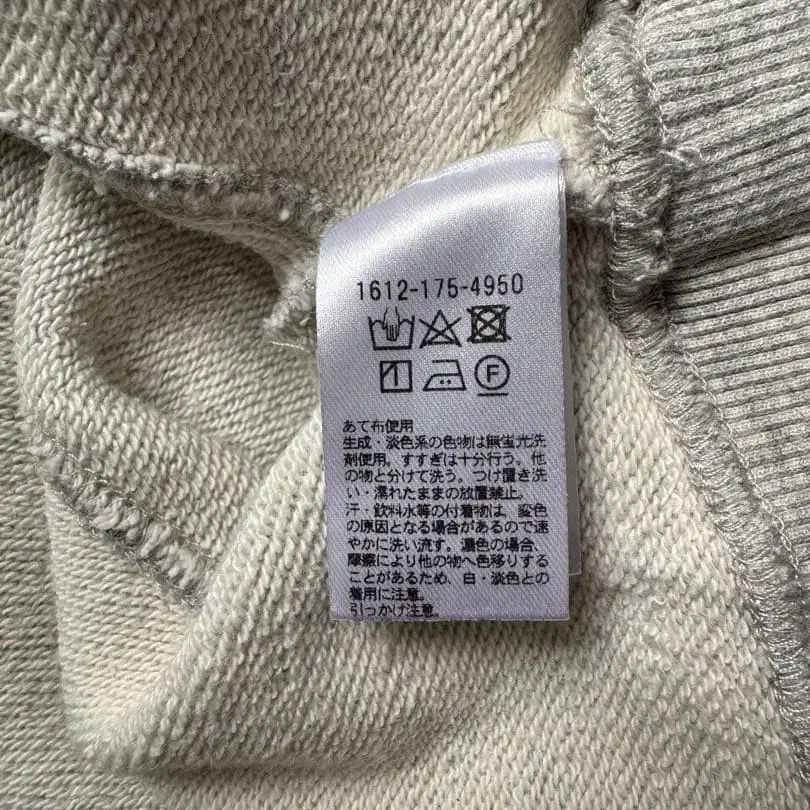 1612-175-4950
F
あて布使用
生成・淡色系の色物は無蛍光洗
剤使用。すすぎは十分行う。他
の物と分けて洗う。つけ置き洗
い・濡れたままの放置禁止。
汗・飲料水等の付着物は、変色
の原因となる場合があるので速
やかに洗い流す。濃色の場合、
摩擦により他の物へ色移りする
ことがあるため、白・淡色との
着用に注意。
引っかけ注意。